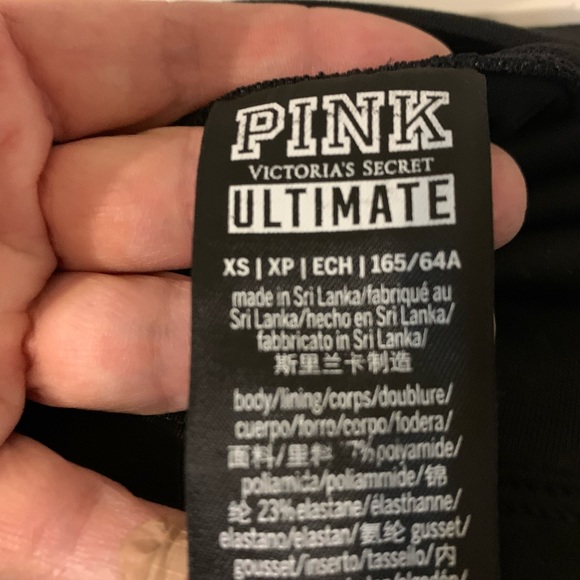 PINK
VICTORIA'S SECRET
ULTIMATE
XS | XP | ECH | 165/64A
made in Sri Lanka/fabriqué au
Sri Lanka/hecho en Sri Lanka/
fabbricato in Sri Lanka/
斯里兰卡制造
body/lining/corps/doublure/
cuerpo/forro/corpo/fodera/
面料/里料 7% polyamide/
poliamida/poliammide/锦
纶 23% elastane/élasthanne/
elastano/elastan/氨纶 gusset/
gousset/inserto/tassello/内